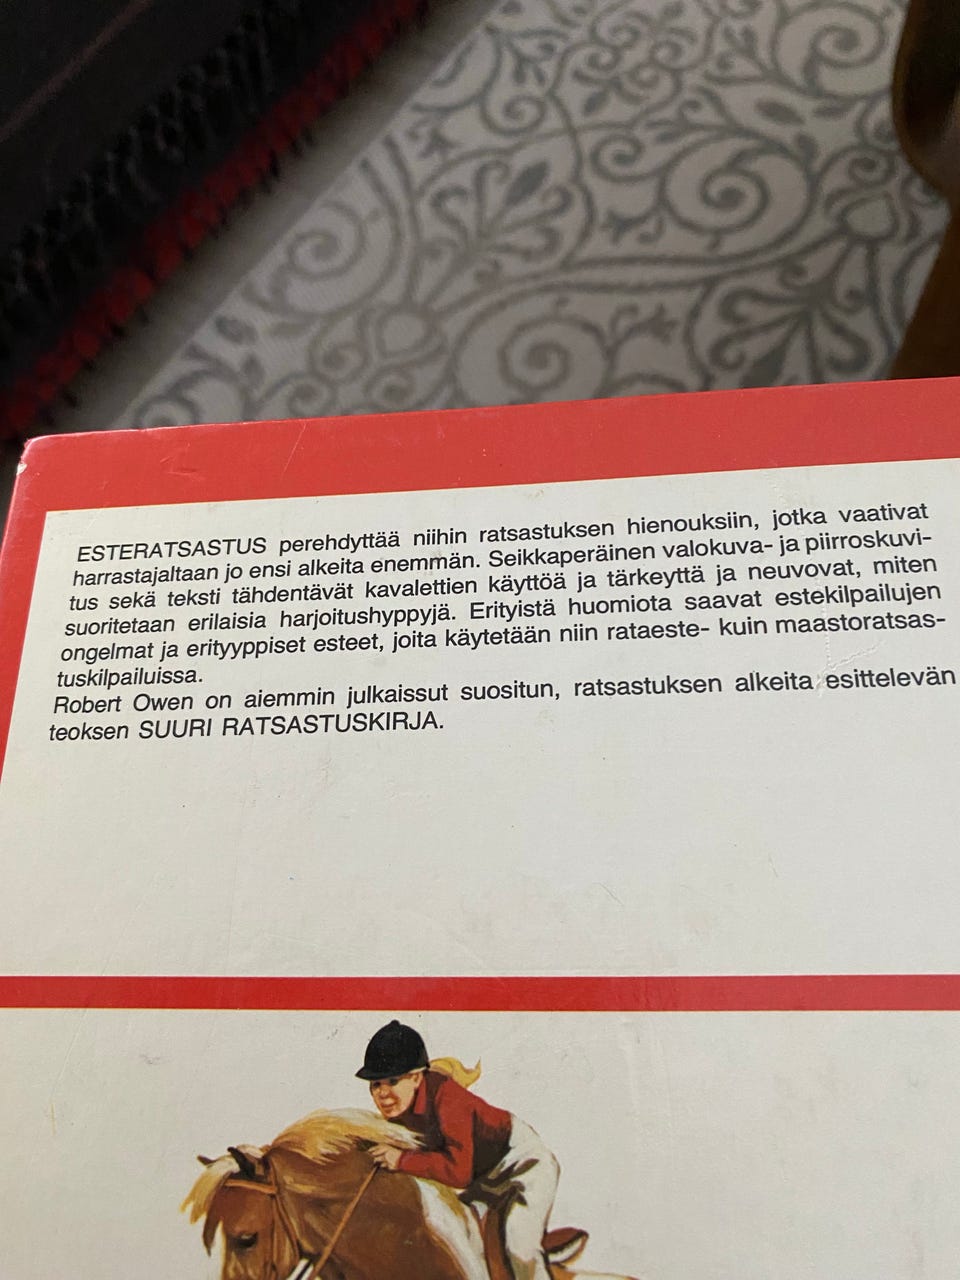 ESTERATSASTUS perehdyttää niihin ratsastuksen hienouksiin, jotka vaativat
harrastajaltaan jo ensi alkeita enemmän. Seikkaperäinen valokuva- ja piirroskuvi-
tus sekä teksti tähdentävät kavalettien käyttöä ja tärkeyttä ja neuvovat, miten
suoritetaan erilaisia harjoitushyppyjä. Erityistä huomiota saavat estekilpailujen
ongelmat ja erityyppiset esteet, joita käytetään niin rataeste- kuin maastoratsas-
tuskilpailuissa.
Robert Owen on aiemmin julkaissut suositun, ratsastuksen alkeita esittelevän
teoksen SUURI RATSASTUSKIRJA.